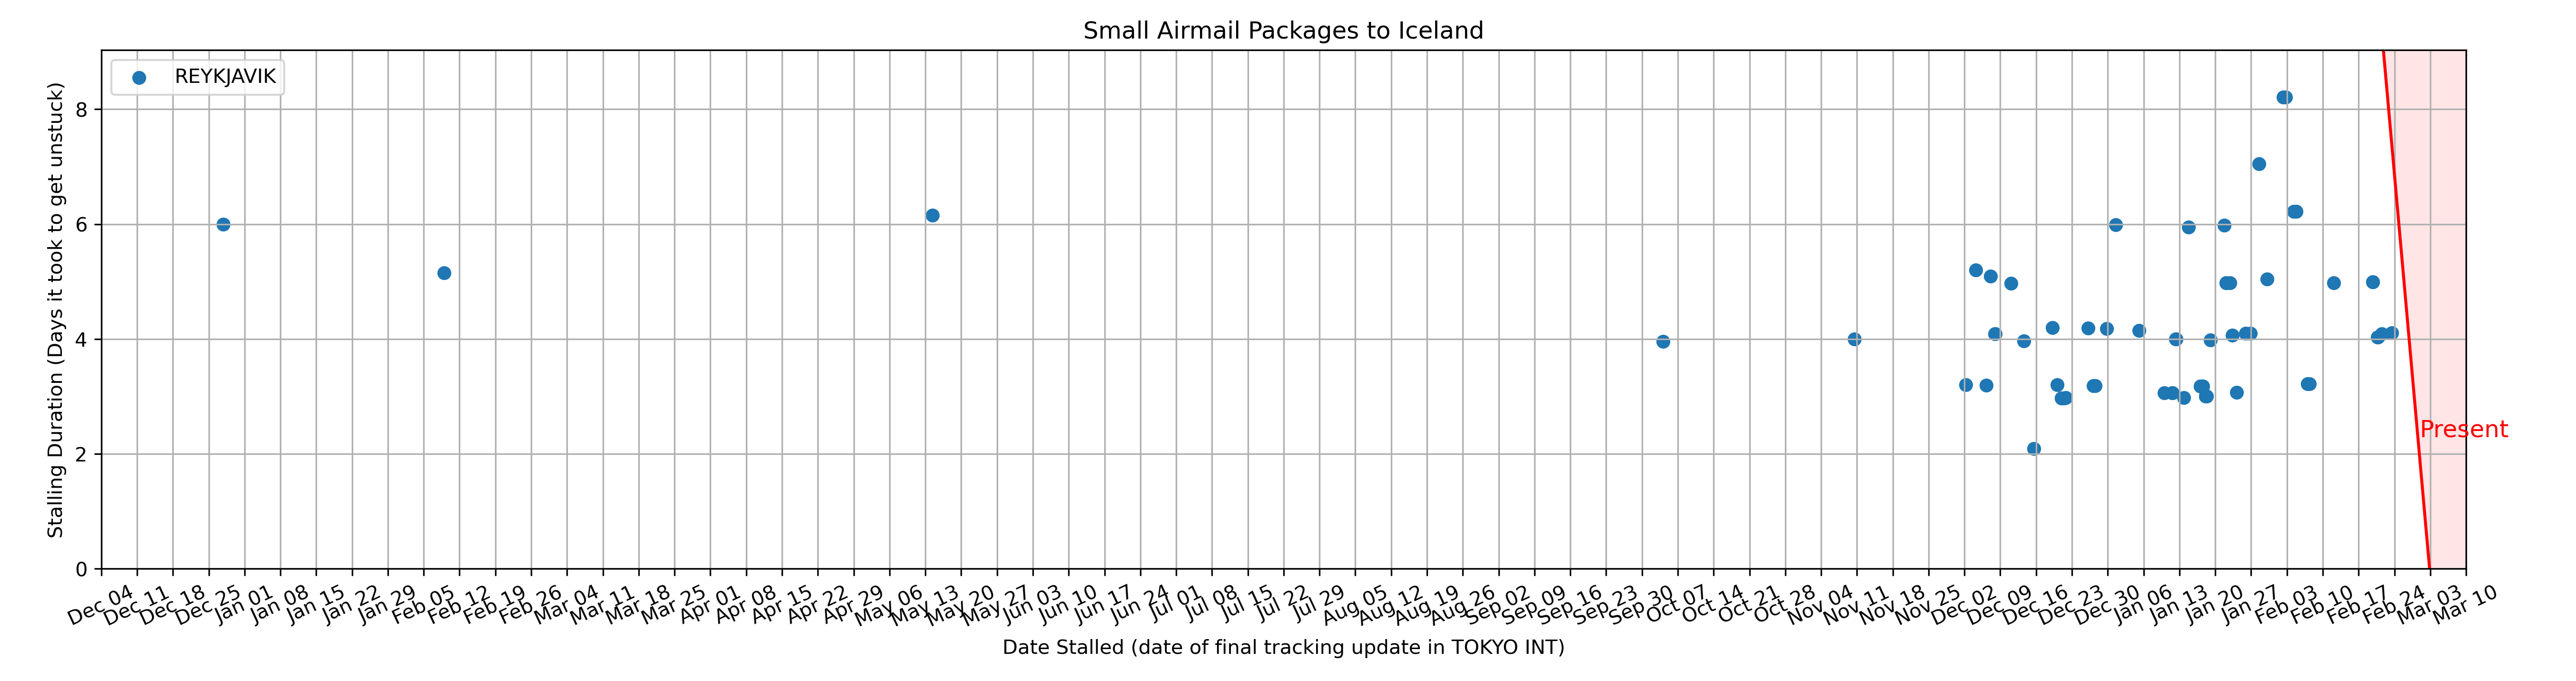 Small Airmail Packages to Iceland
REYKJAVIK
Stalling Duration (Days it took to get unstuck)
8
6
4
2
0
Present
Dec 04
Dec 11
Dec 18
Dec 25
Jan 01
Jan 08
Jan 15
Jan 22
Jan 29
Feb 05
Feb 12
Feb 19
Feb 26
Mar 04
Mar 11
Mar 18
Mar 25
Apr 01
Apr 08
Apr 15
Apr 22
Apr 29
May 06
May 13
May 20
May 27
Jun 03
Jun 10
Jun 17
Jun 24
Jul 01
Jul 08
Jul 15
Jul 22
Jul 29
Aug 05
Aug 12
Aug 19
Aug 26
Sep 02
Sep 09
Sep 16
Sep 23
Sep 30
Oct 07
Oct 14
Oct 21
Oct 28
Nov 04
Nov 11
Nov 18
Nov 25
Dec 02
Dec 09
Dec 16
Dec 23
Dec 30
Jan 06
Jan 13
Jan 20
Jan 27
Feb 03
Feb 10
Feb 17
Feb 24
Mar 03
Mar 10
Date Stalled (date of final tracking update in TOKYO INT)